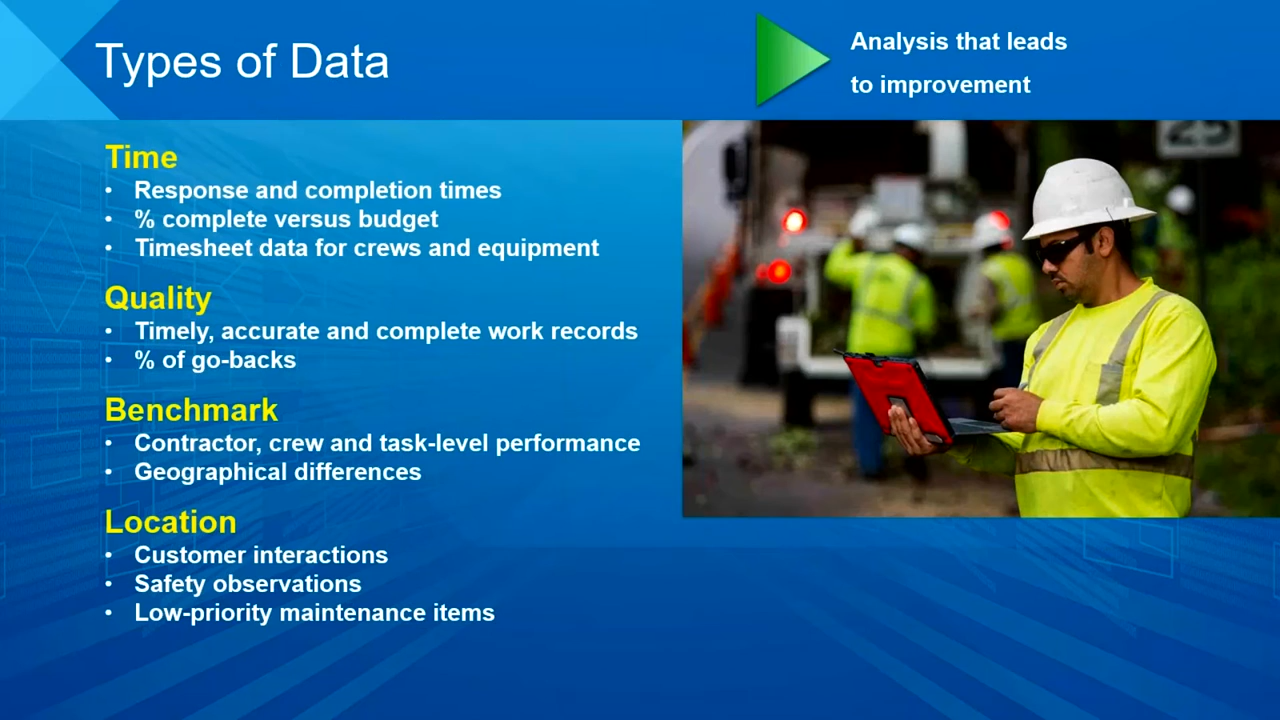 Types of Data
Analysis that leads
to improvement
Time
• Response and completion times
• % complete versus budget
• Timesheet data for crews and equipment
Quality
• Timely, accurate and complete work records
• % of go-backs
Benchmark
• Contractor, crew and task-level performance
• Geographical differences
Location
• Customer interactions
• Safety observations
• Low-priority maintenance items
25